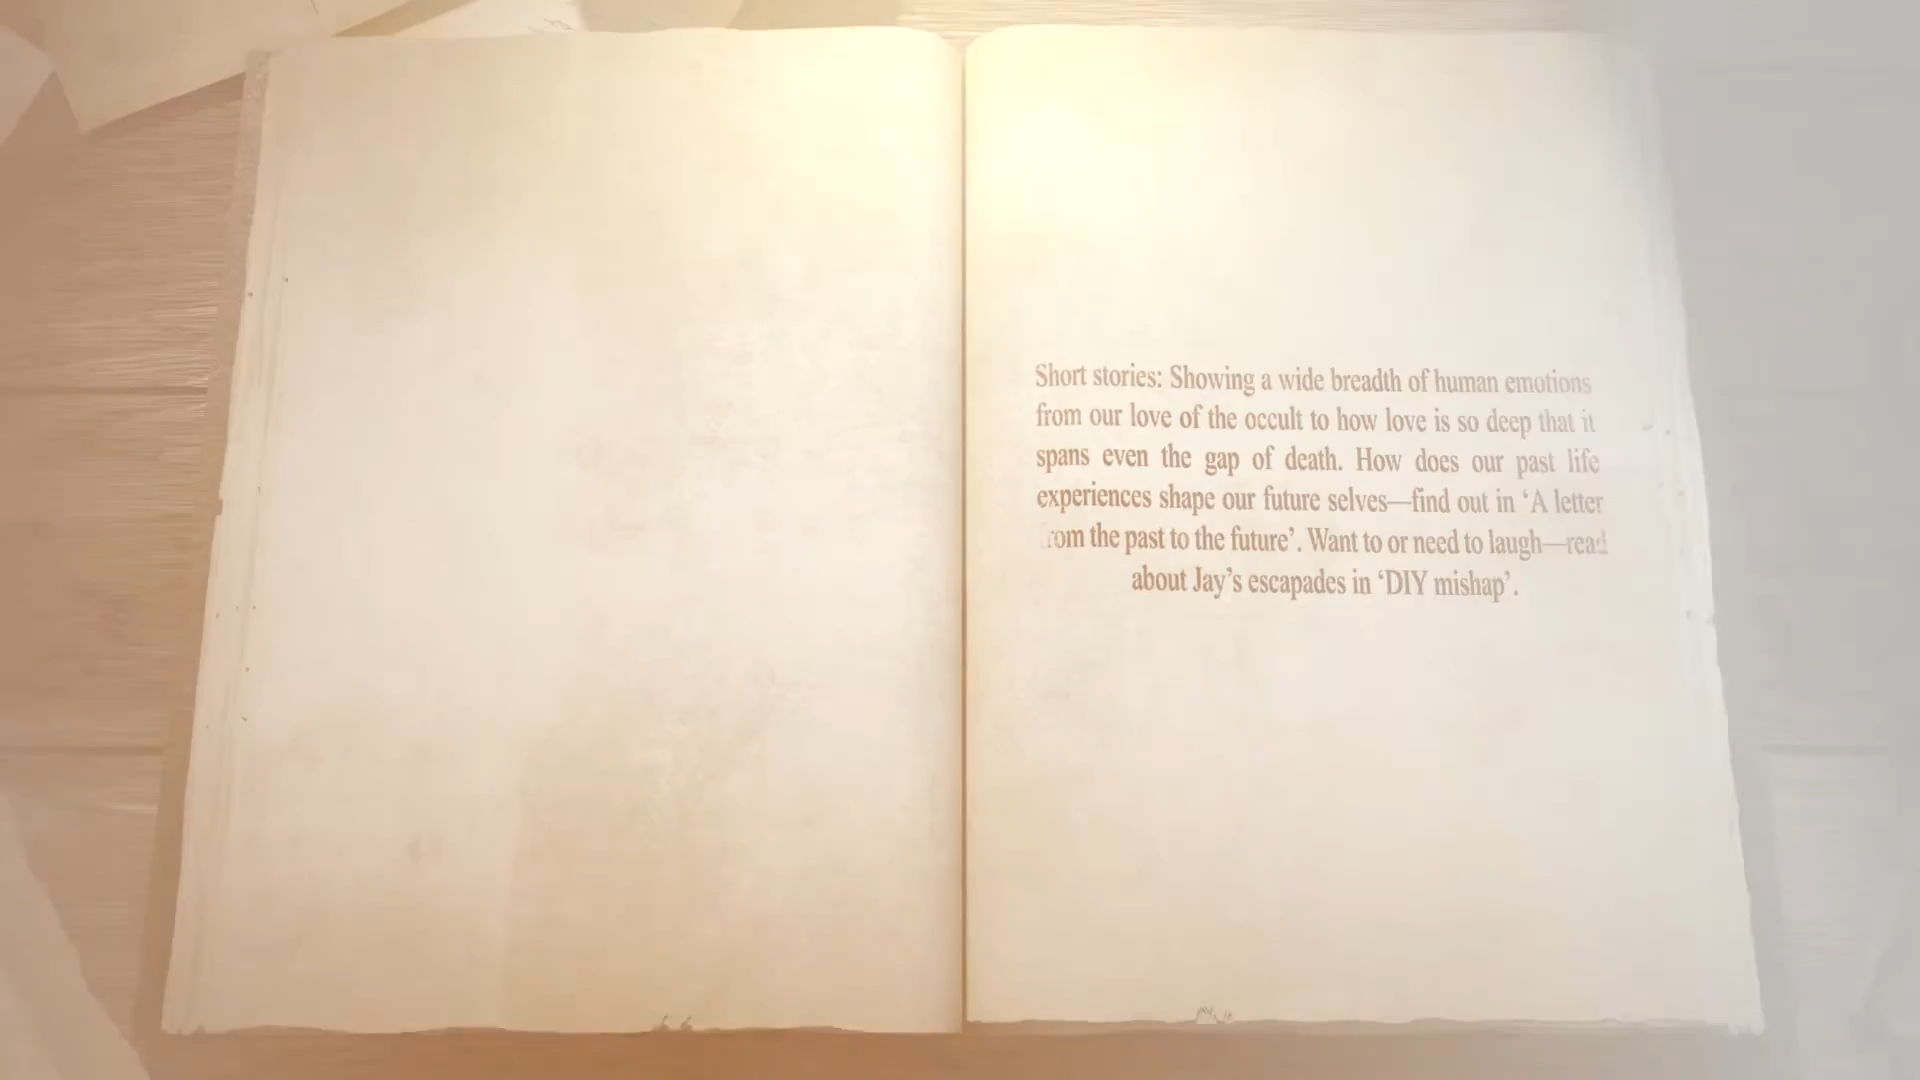 Short stories: Showing a wide breadth of human emotions
from our love of the occult to how love is so deep that it
spans even the gap of death. How does our past life
experiences shape our future selves—find out in ‘A letter
from the past to the future’. Want to or need to laugh—read
about Jay’s escapades in ‘DIY mishap’.